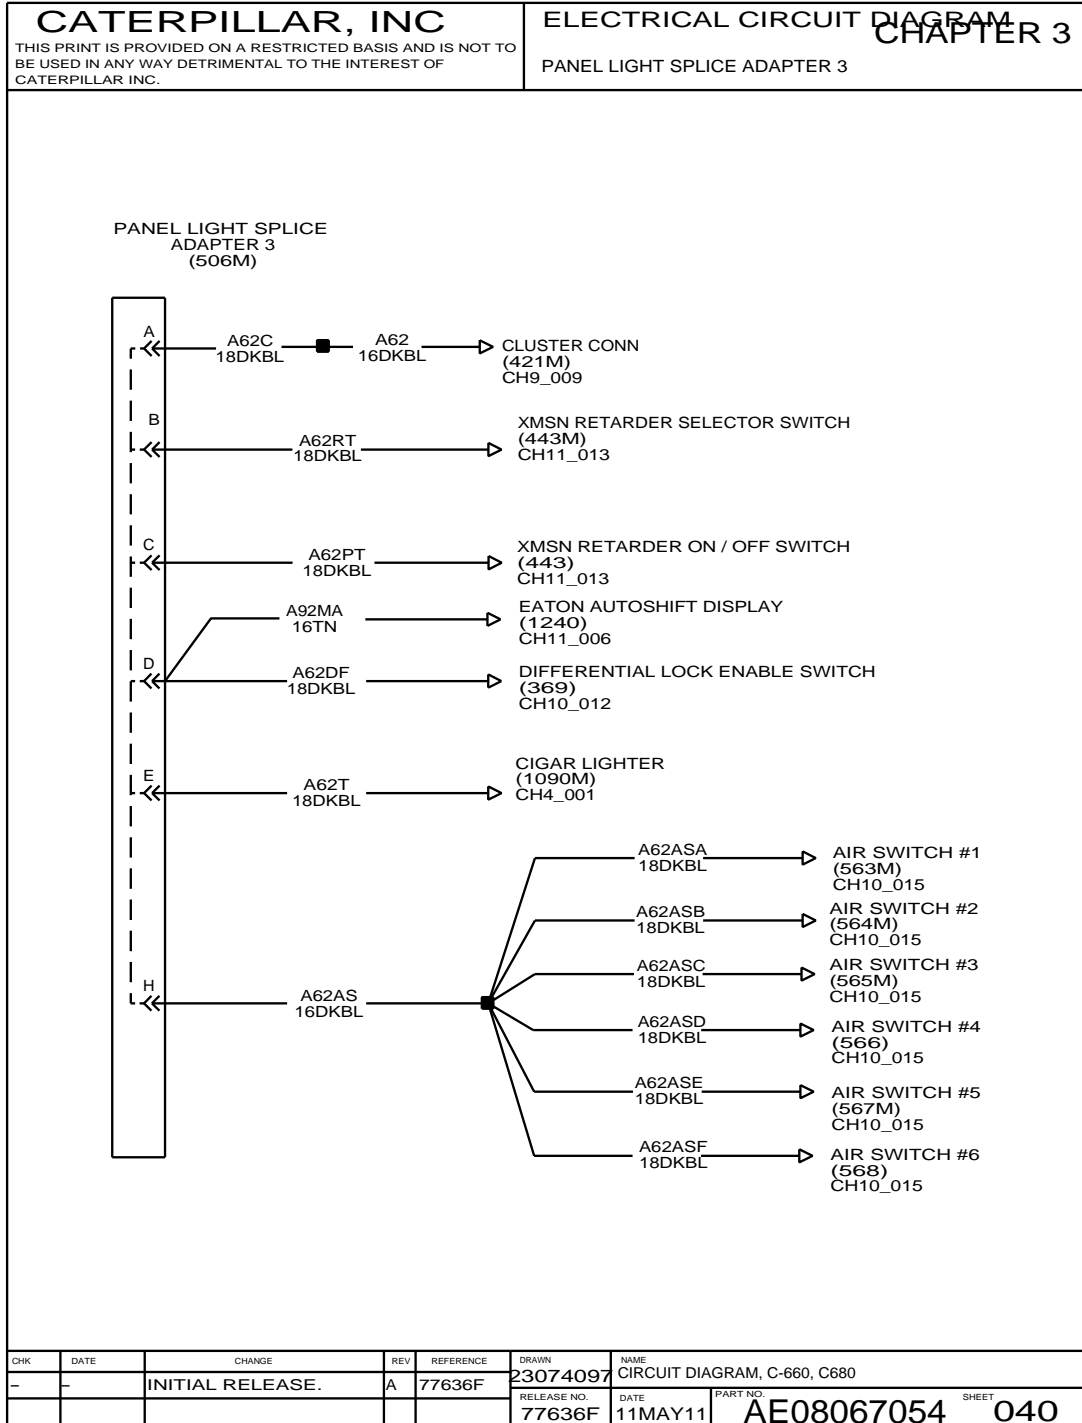 CATERPILLAR, INC
THIS PRINT IS PROVIDED ON A RESTRICTED BASIS AND IS NOT TO
BE USED IN ANY WAY DETRIMENTAL TO THE INTEREST OF
CATERPILLAR INC.
ELECTRICAL CIRCUIT DIAGRAM
CHAPTER 3
PANEL LIGHT SPLICE ADAPTER 3
PANEL LIGHT SPLICE
ADAPTER 3
(506M)
A
A62C
18DKBL
A62
16DKBL
CLUSTER CONN
(421M)
CH9_009
B
A62RT
18DKBL
XMSN RETARDER SELECTOR SWITCH
(443M)
CH11_013
C
A62PT
18DKBL
XMSN RETARDER ON / OFF SWITCH
(443)
CH11_013
A92MA
16TN
EATON AUTOSHIFT DISPLAY
(1240)
CH11_006
D
A62DF
18DKBL
DIFFERENTIAL LOCK ENABLE SWITCH
(369)
CH10_012
E
A62T
18DKBL
CIGAR LIGHTER
(1090M)
CH4_001
H
A62AS
16DKBL
A62ASA
18DKBL
AIR SWITCH #1
(563M)
CH10_015
A62ASB
18DKBL
AIR SWITCH #2
(564M)
CH10_015
A62ASC
18DKBL
AIR SWITCH #3
(565M)
CH10_015
A62ASD
18DKBL
AIR SWITCH #4
(566)
CH10_015
A62ASE
18DKBL
AIR SWITCH #5
(567M)
CH10_015
A62ASF
18DKBL
AIR SWITCH #6
(568)
CH10_015
CHK DATE CHANGE REV REFERENCE
– – INITIAL RELEASE. A 77636F
DRAWN
23074097
NAME
CIRCUIT DIAGRAM, C-660, C680
RELEASE NO.
77636F
DATE
11MAY11
PART NO.
AE08067054
SHEET
040